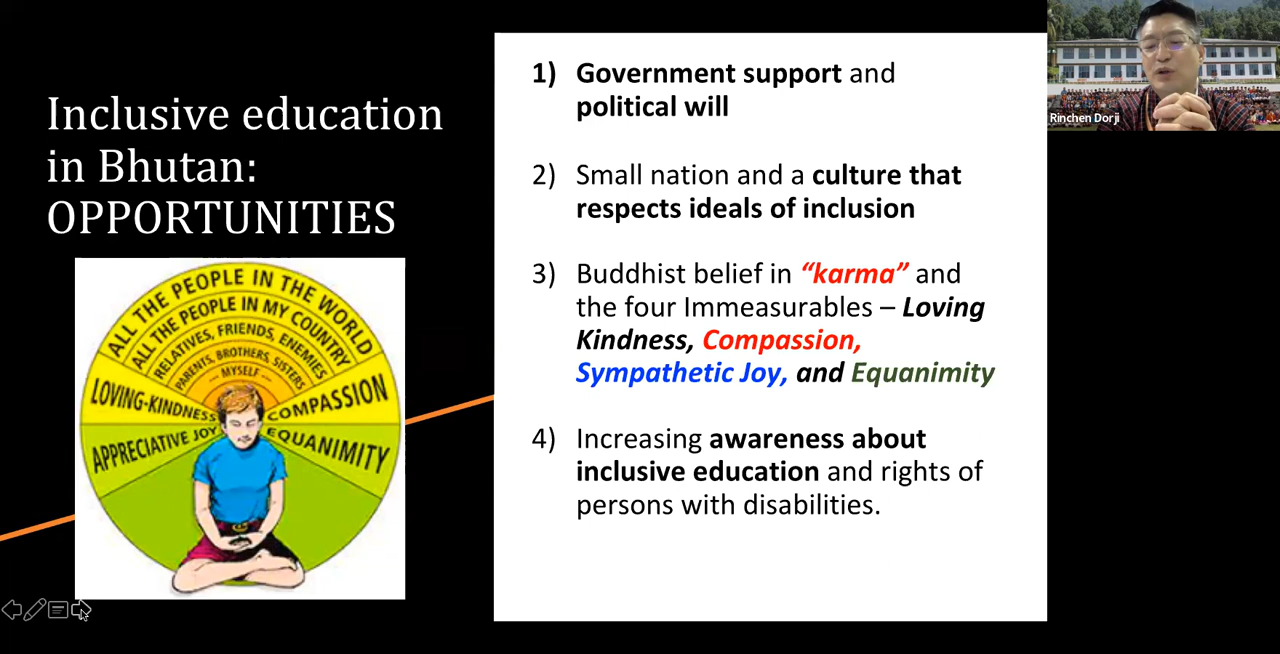 Inclusive education
in Bhutan:
OPPORTUNITIES
ALL THE PEOPLE IN THE WORLD
ALL THE PEOPLE IN MY COUNTRY
RELATIVES, FRIENDS, ENEMIES
PARENTS, BROTHERS, SISTERS
— MYSELF —
LOVING-KINDNESS
COMPASSION
APPRECIATIVE JOY
EQUANIMITY
1) Government support and
political will
2) Small nation and a culture that
respects ideals of inclusion
3) Buddhist belief in “karma” and
the four Immeasurables – Loving
Kindness, Compassion,
Sympathetic Joy, and Equanimity
4) Increasing awareness about
inclusive education and rights of
persons with disabilities.
Rinchen Dorji